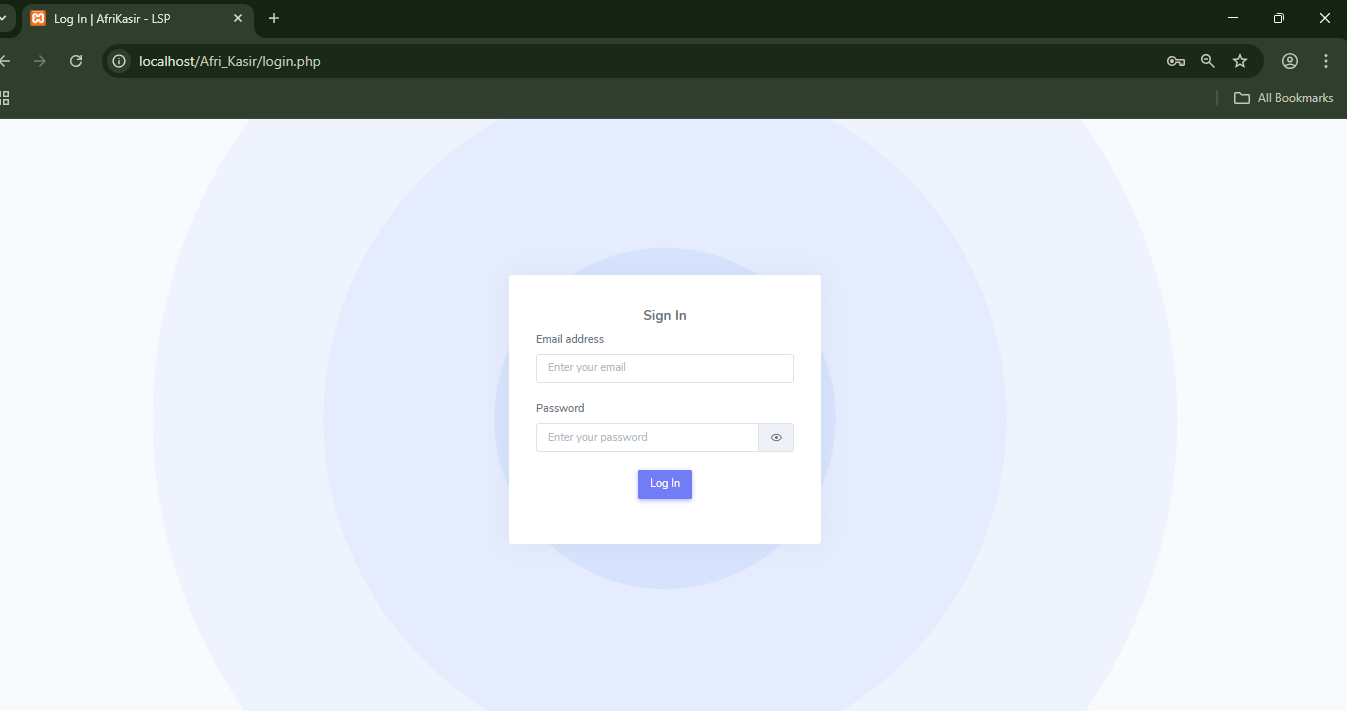 Log In | AfriKasir - LSP
localhost/Afri_Kasir/login.php
All Bookmarks
Sign In
Email address
Enter your email
Password
Enter your password
Log In